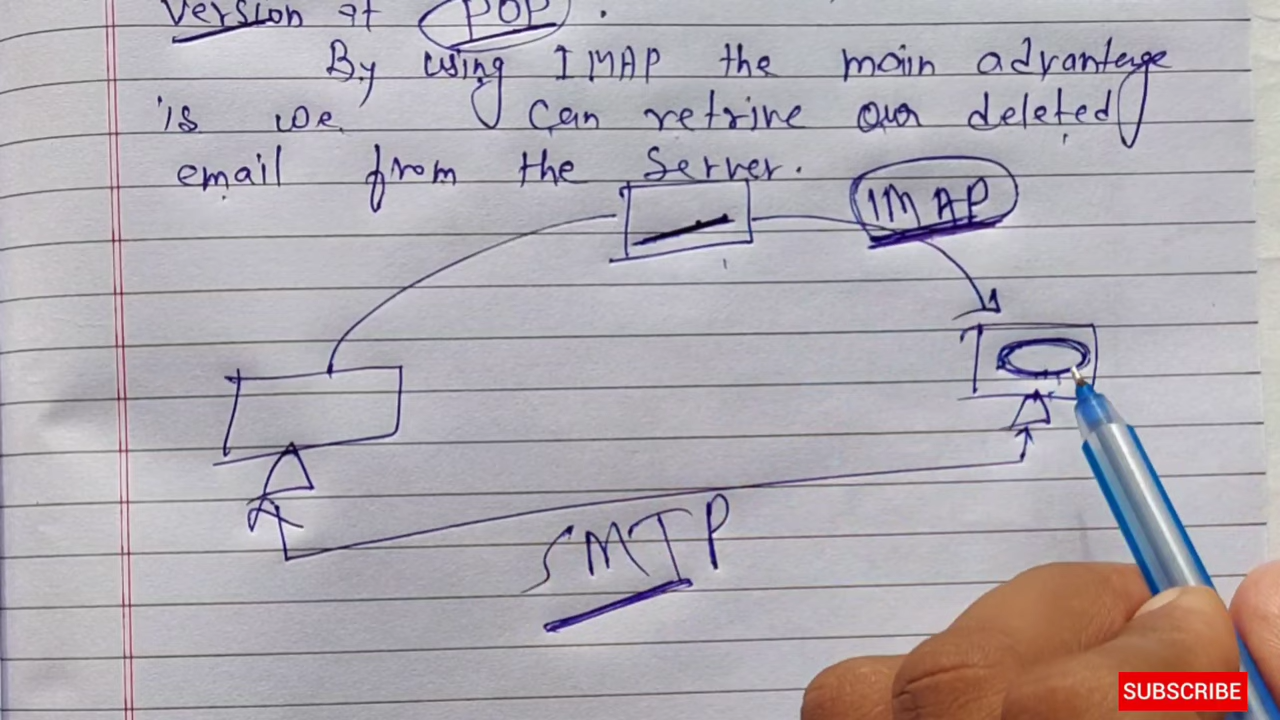 version of POP.
By using IMAP the main advantage
is we can retrive our deleted
email from the Server.
IMAP
SMTP
SUBSCRIBE